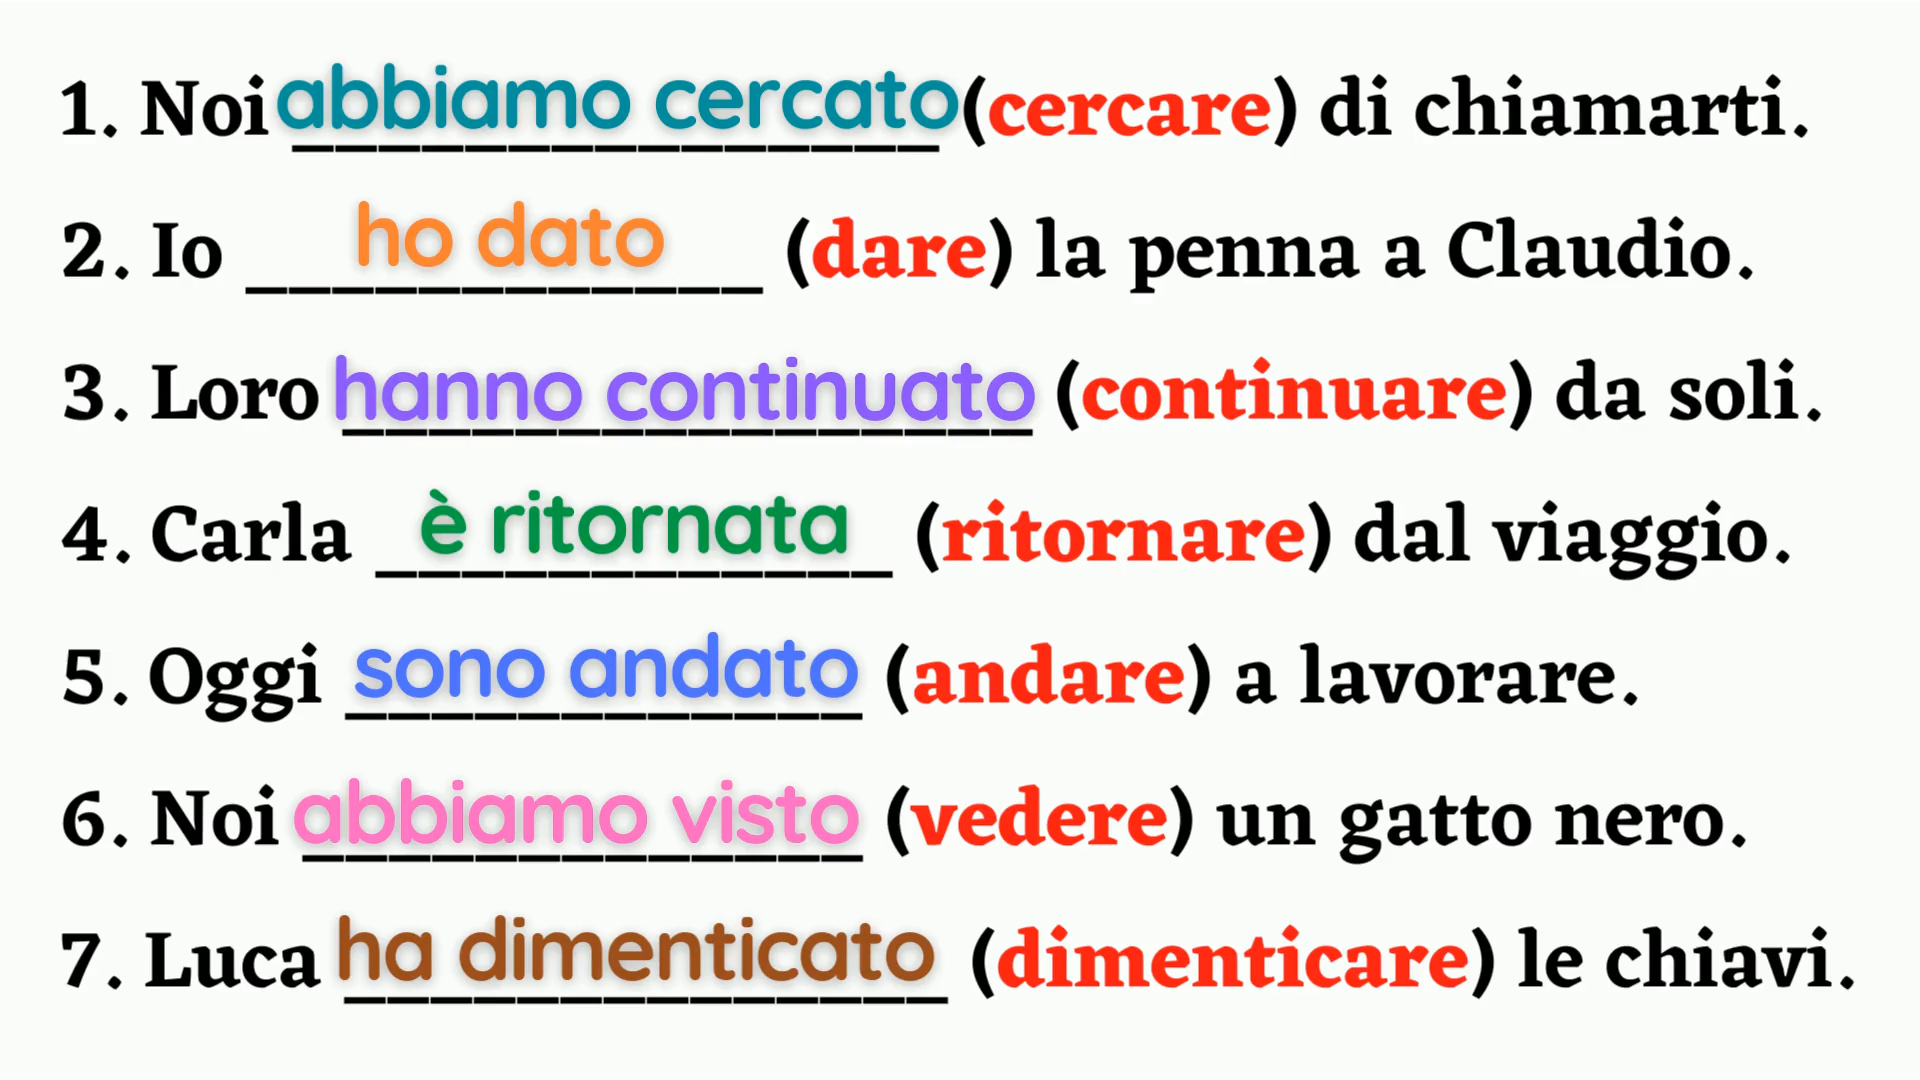 1. Noi abbiamo cercato (cercare) di chiamarti.
2. Io ho dato (dare) la penna a Claudio.
3. Loro hanno continuato (continuare) da soli.
4. Carla è ritornata (ritornare) dal viaggio.
5. Oggi sono andato (andare) a lavorare.
6. Noi abbiamo visto (vedere) un gatto nero.
7. Luca ha dimenticato (dimenticare) le chiavi.